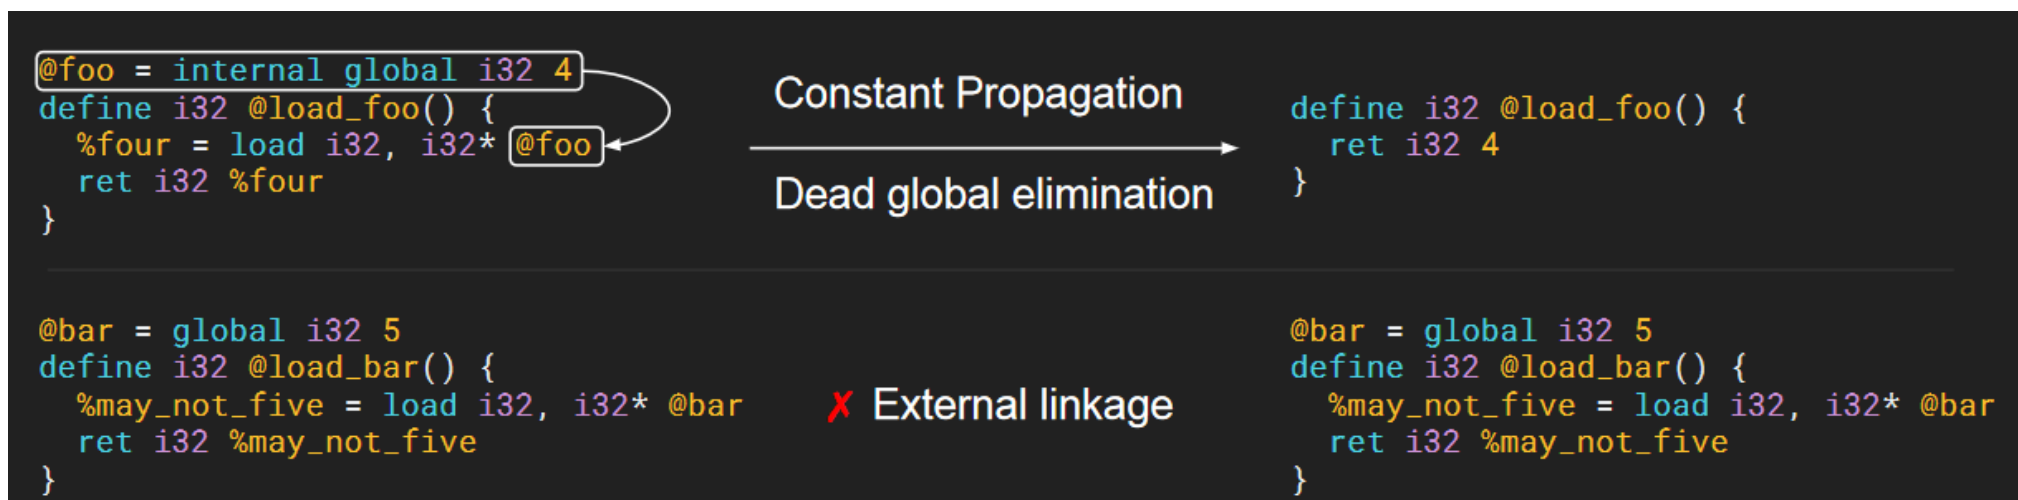 @foo = internal global i32 4
define i32 @load_foo() {
  %four = load i32, i32* @foo
  ret i32 %four
}
Constant Propagation
Dead global elimination
define i32 @load_foo() {
  ret i32 4
}
@bar = global i32 5
define i32 @load_bar() {
  %may_not_five = load i32, i32* @bar
  ret i32 %may_not_five
}
✗ External linkage
@bar = global i32 5
define i32 @load_bar() {
  %may_not_five = load i32, i32* @bar
  ret i32 %may_not_five
}